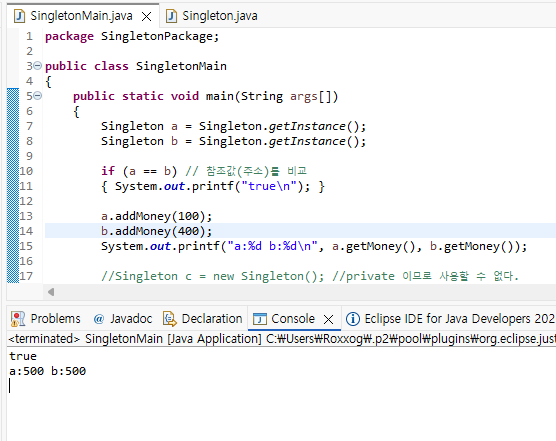 SingletonMain.java
Singleton.java
1 package SingletonPackage;
2
3 public class SingletonMain
4 {
5 public static void main(String args[])
6 {
7 Singleton a = Singleton.getInstance();
8 Singleton b = Singleton.getInstance();
9
10 if (a == b) // 참조값(주소)를 비교
11 { System.out.printf("true\n"); }
12
13 a.addMoney(100);
14 b.addMoney(400);
15 System.out.printf("a:%d b:%d\n", a.getMoney(), b.getMoney());
16
17 //Singleton c = new Singleton(); //private 이므로 사용할 수 없다.
Problems @ Javadoc Declaration Console Eclipse IDE for Java Developers 202
<terminated> SingletonMain [Java Application] C:₩Users₩Roxxog₩.p2₩pool₩plugins₩org.eclipse.just
true
a:500 b:500